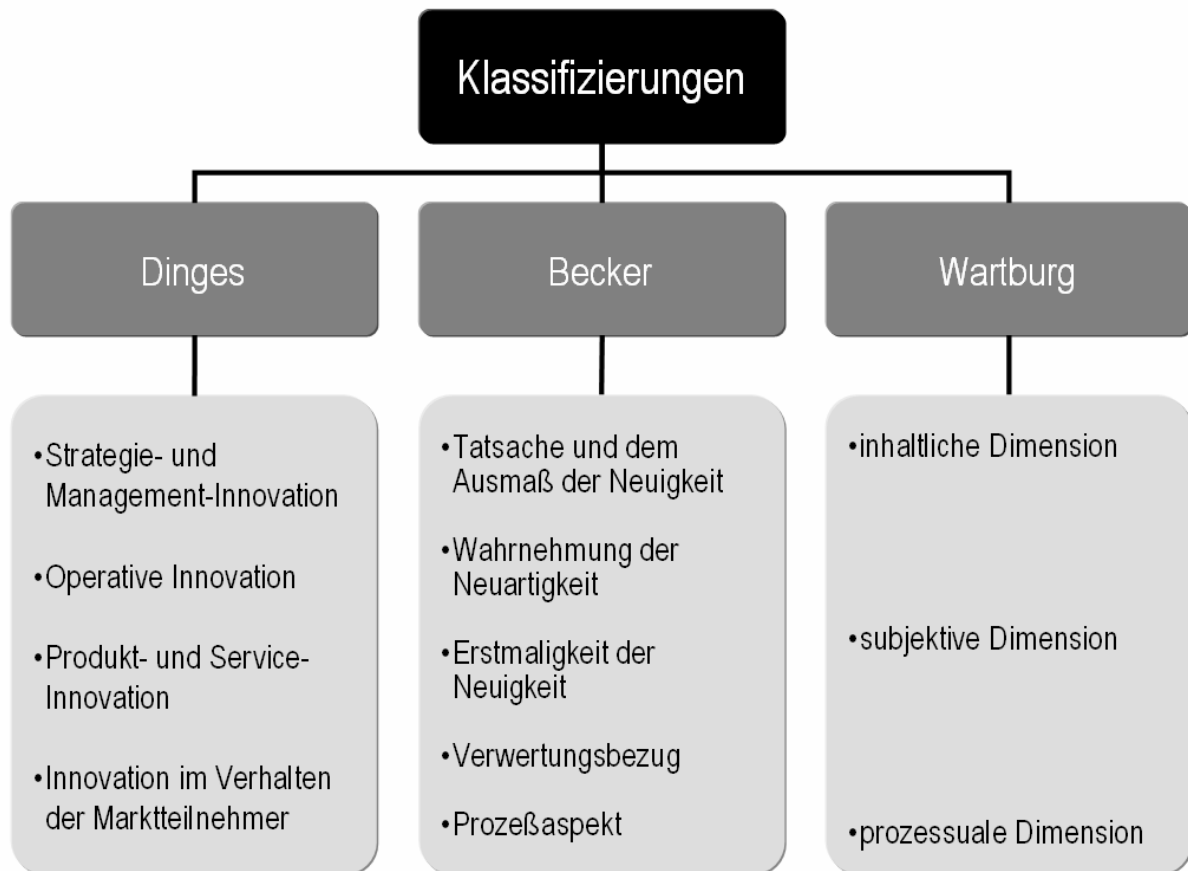 Klassifizierungen
Dinges
•Strategie- und
Management-Innovation
•Operative Innovation
•Produkt- und Service-
Innovation
•Innovation im Verhalten
der Marktteilnehmer
Becker
•Tatsache und dem
Ausmaß der Neuigkeit
•Wahrnehmung der
Neuartigkeit
•Erstmaligkeit der
Neuigkeit
•Verwertungsbezug
•Prozeßaspekt
Wartburg
•inhaltliche Dimension
•subjektive Dimension
•prozessuale Dimension